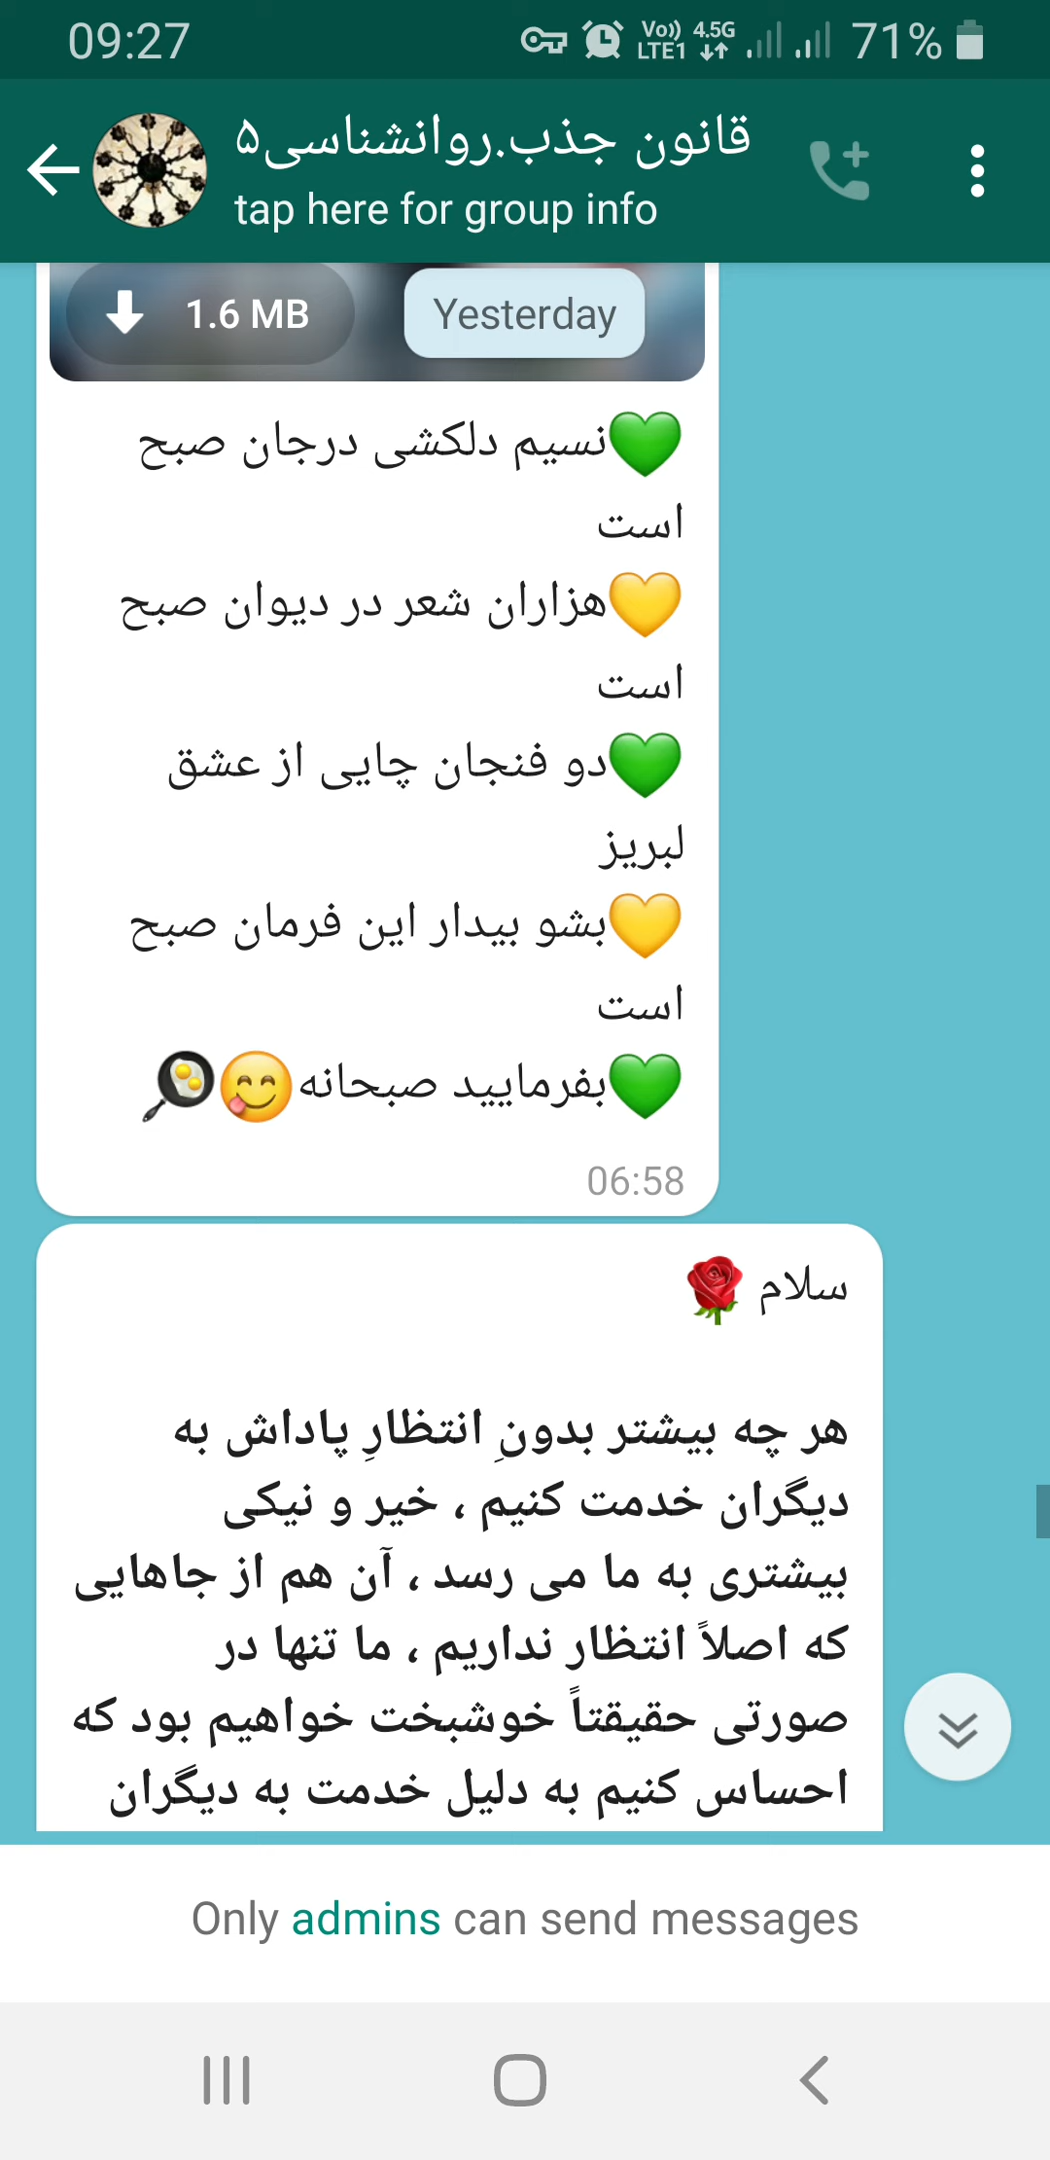 09:27
Vo)) LTE1 4.5G 71%
قانون جذب.روانشناسی۵
tap here for group info
1.6 MB
Yesterday
💚نسیم دلکشی درجان صبح
است
💛هزاران شعر در دیوان صبح
است
💚دو فنجان چایی از عشق
لبریز
💛بشو بیدار این فرمان صبح
است
💚بفرمایید صبحانه😋🍳
06:58
سلام 🌹
هر چه بیشتر بدونِ انتظارِ پاداش به
دیگران خدمت کنیم ، خیر و نیکی
بیشتری به ما می رسد ، آن هم از جاهایی
که اصلاً انتظار نداریم ، ما تنها در
صورتی حقیقتاً خوشبخت خواهیم بود که
احساس کنیم به دلیل خدمت به دیگران
Only admins can send messages